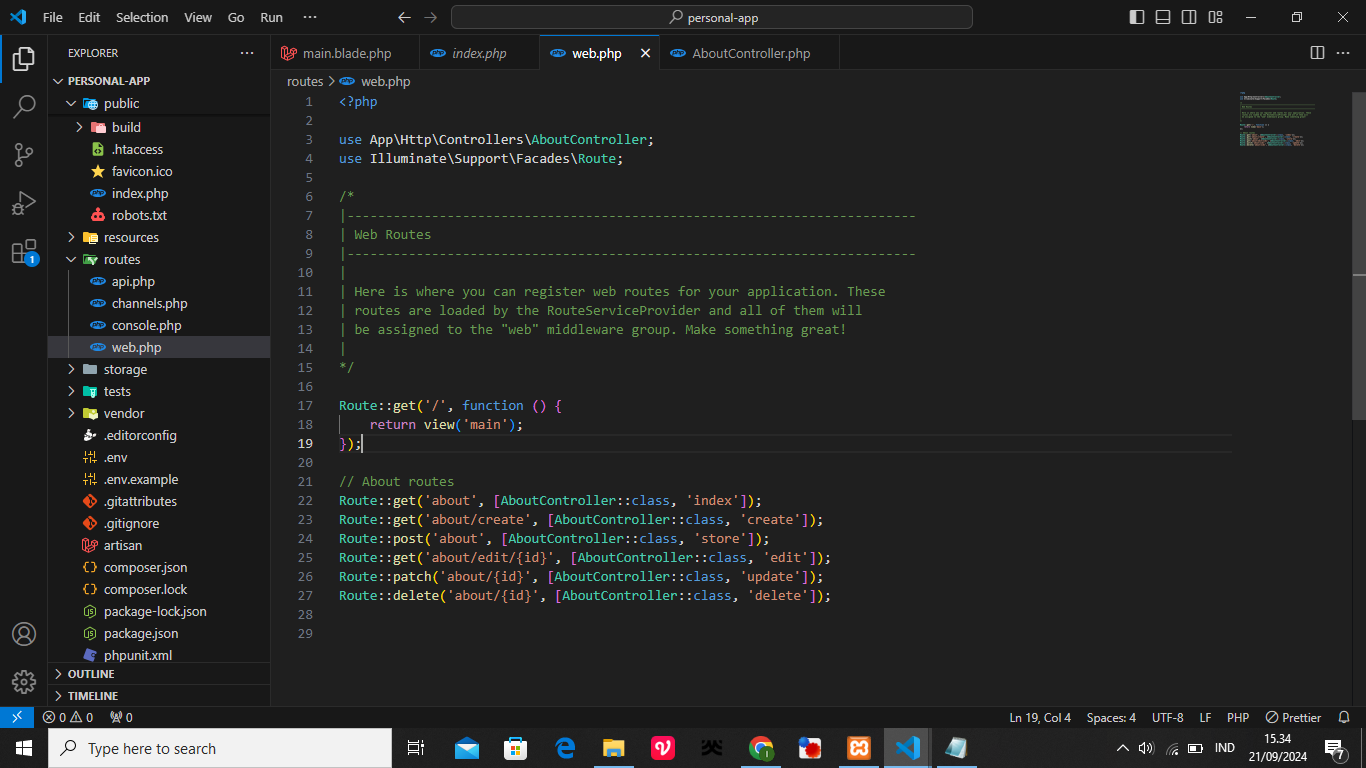 File Edit Selection View Go Run ···
personal-app
EXPLORER ···
PERSONAL-APP
public
build
.htaccess
favicon.ico
index.php
robots.txt
resources
routes
api.php
channels.php
console.php
web.php
storage
tests
vendor
.editorconfig
.env
.env.example
.gitattributes
.gitignore
artisan
composer.json
composer.lock
package-lock.json
package.json
phpunit.xml
OUTLINE
TIMELINE
1
main.blade.php index.php web.php AboutController.php
routes > web.php
1 <?php
2
3 use App\Http\Controllers\AboutController;
4 use Illuminate\Support\Facades\Route;
5
6 /*
7 |--------------------------------------------------------------------------
8 | Web Routes
9 |--------------------------------------------------------------------------
10 |
11 | Here is where you can register web routes for your application. These
12 | routes are loaded by the RouteServiceProvider and all of them will
13 | be assigned to the "web" middleware group. Make something great!
14 |
15 */
16
17 Route::get('/', function () {
18     return view('main');
19 });
20
21 // About routes
22 Route::get('about', [AboutController::class, 'index']);
23 Route::get('about/create', [AboutController::class, 'create']);
24 Route::post('about', [AboutController::class, 'store']);
25 Route::get('about/edit/{id}', [AboutController::class, 'edit']);
26 Route::patch('about/{id}', [AboutController::class, 'update']);
27 Route::delete('about/{id}', [AboutController::class, 'delete']);
28
29
0 0 0 Ln 19, Col 4 Spaces: 4 UTF-8 LF PHP Prettier
Type here to search
IND
15.34
21/09/2024
7